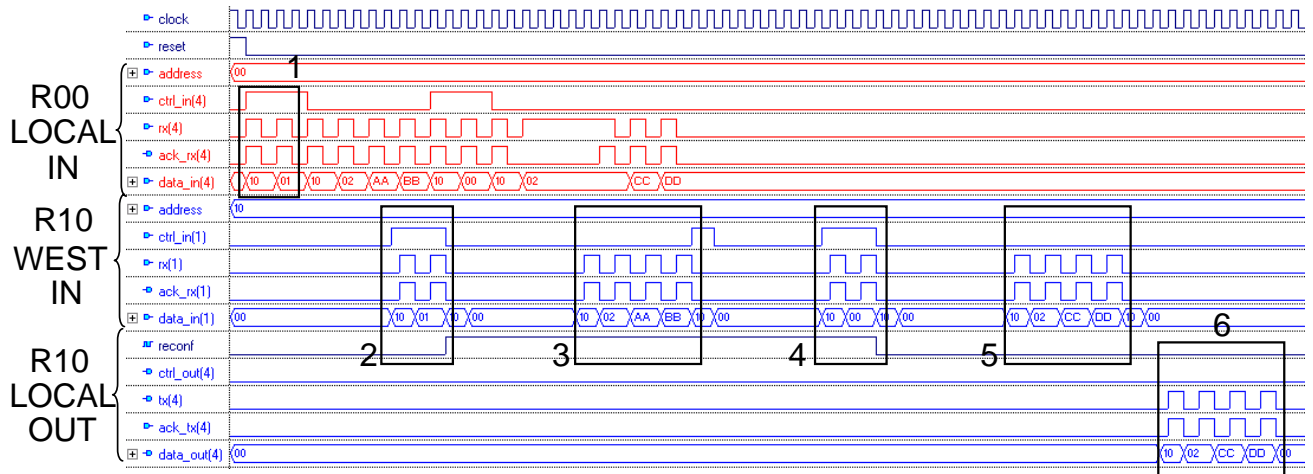 clock
reset
1
R00
LOCAL
IN
address 00
ctrl_in(4)
rx(4)
ack_rx(4)
data_in(4) 10 01 10 02 AA BB 10 00 10 02 CC DD
R10
WEST
IN
address 10
ctrl_in(1)
rx(1)
ack_rx(1)
data_in(1) 00 10 01 10 00 10 02 AA BB 10 00 10 00 10 00 10 02 CC DD 10 00
2 3 4 5 6
R10
LOCAL
OUT
reconf
ctrl_out(4)
tx(4)
ack_tx(4)
data_out(4) 00 10 02 CC DD 00